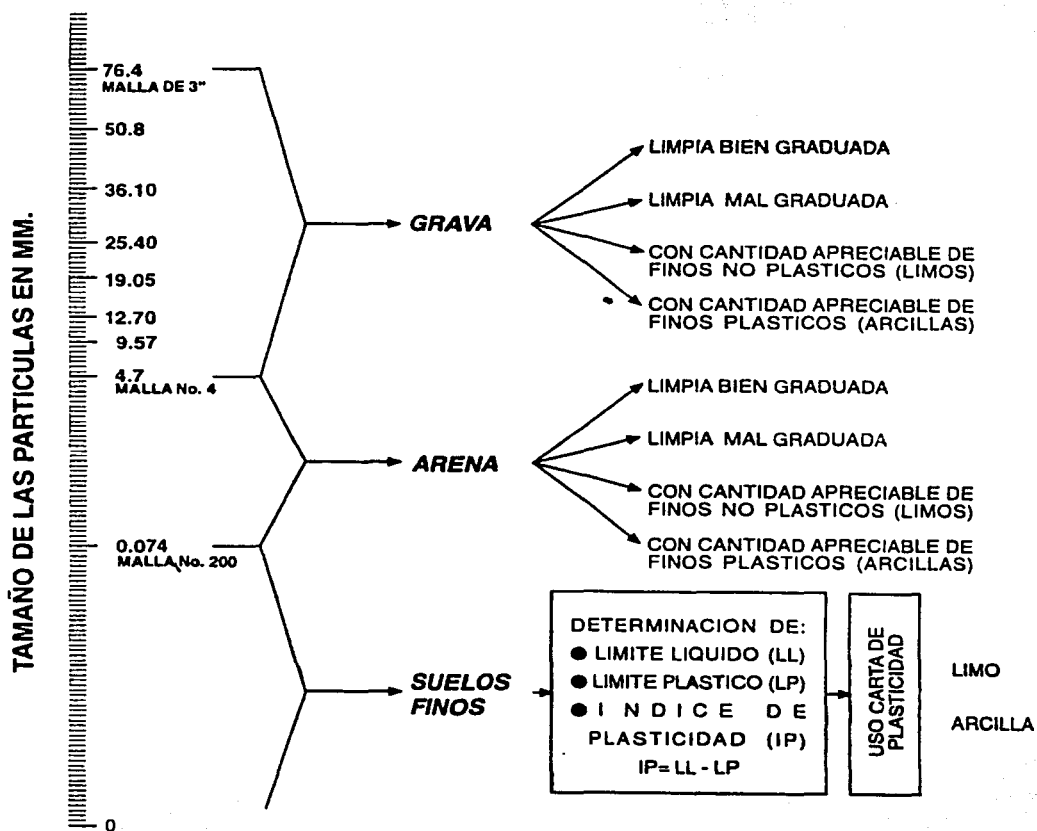 TAMAÑO DE LAS PARTICULAS EN MM.
76.4
MALLA DE 3"
50.8
36.10
25.40
19.05
12.70
9.57
4.7
MALLA No. 4
0.074
MALLA No. 200
0
GRAVA
LIMPIA BIEN GRADUADA
LIMPIA MAL GRADUADA
CON CANTIDAD APRECIABLE DE
FINOS NO PLASTICOS (LIMOS)
CON CANTIDAD APRECIABLE DE
FINOS PLASTICOS (ARCILLAS)
ARENA
LIMPIA BIEN GRADUADA
LIMPIA MAL GRADUADA
CON CANTIDAD APRECIABLE DE
FINOS NO PLASTICOS (LIMOS)
CON CANTIDAD APRECIABLE DE
FINOS PLASTICOS (ARCILLAS)
SUELOS
FINOS
DETERMINACION DE:
● LIMITE LIQUIDO (LL)
● LIMITE PLASTICO (LP)
● INDICE DE
PLASTICIDAD (IP)
IP= LL - LP
USO CARTA DE
PLASTICIDAD
LIMO
ARCILLA